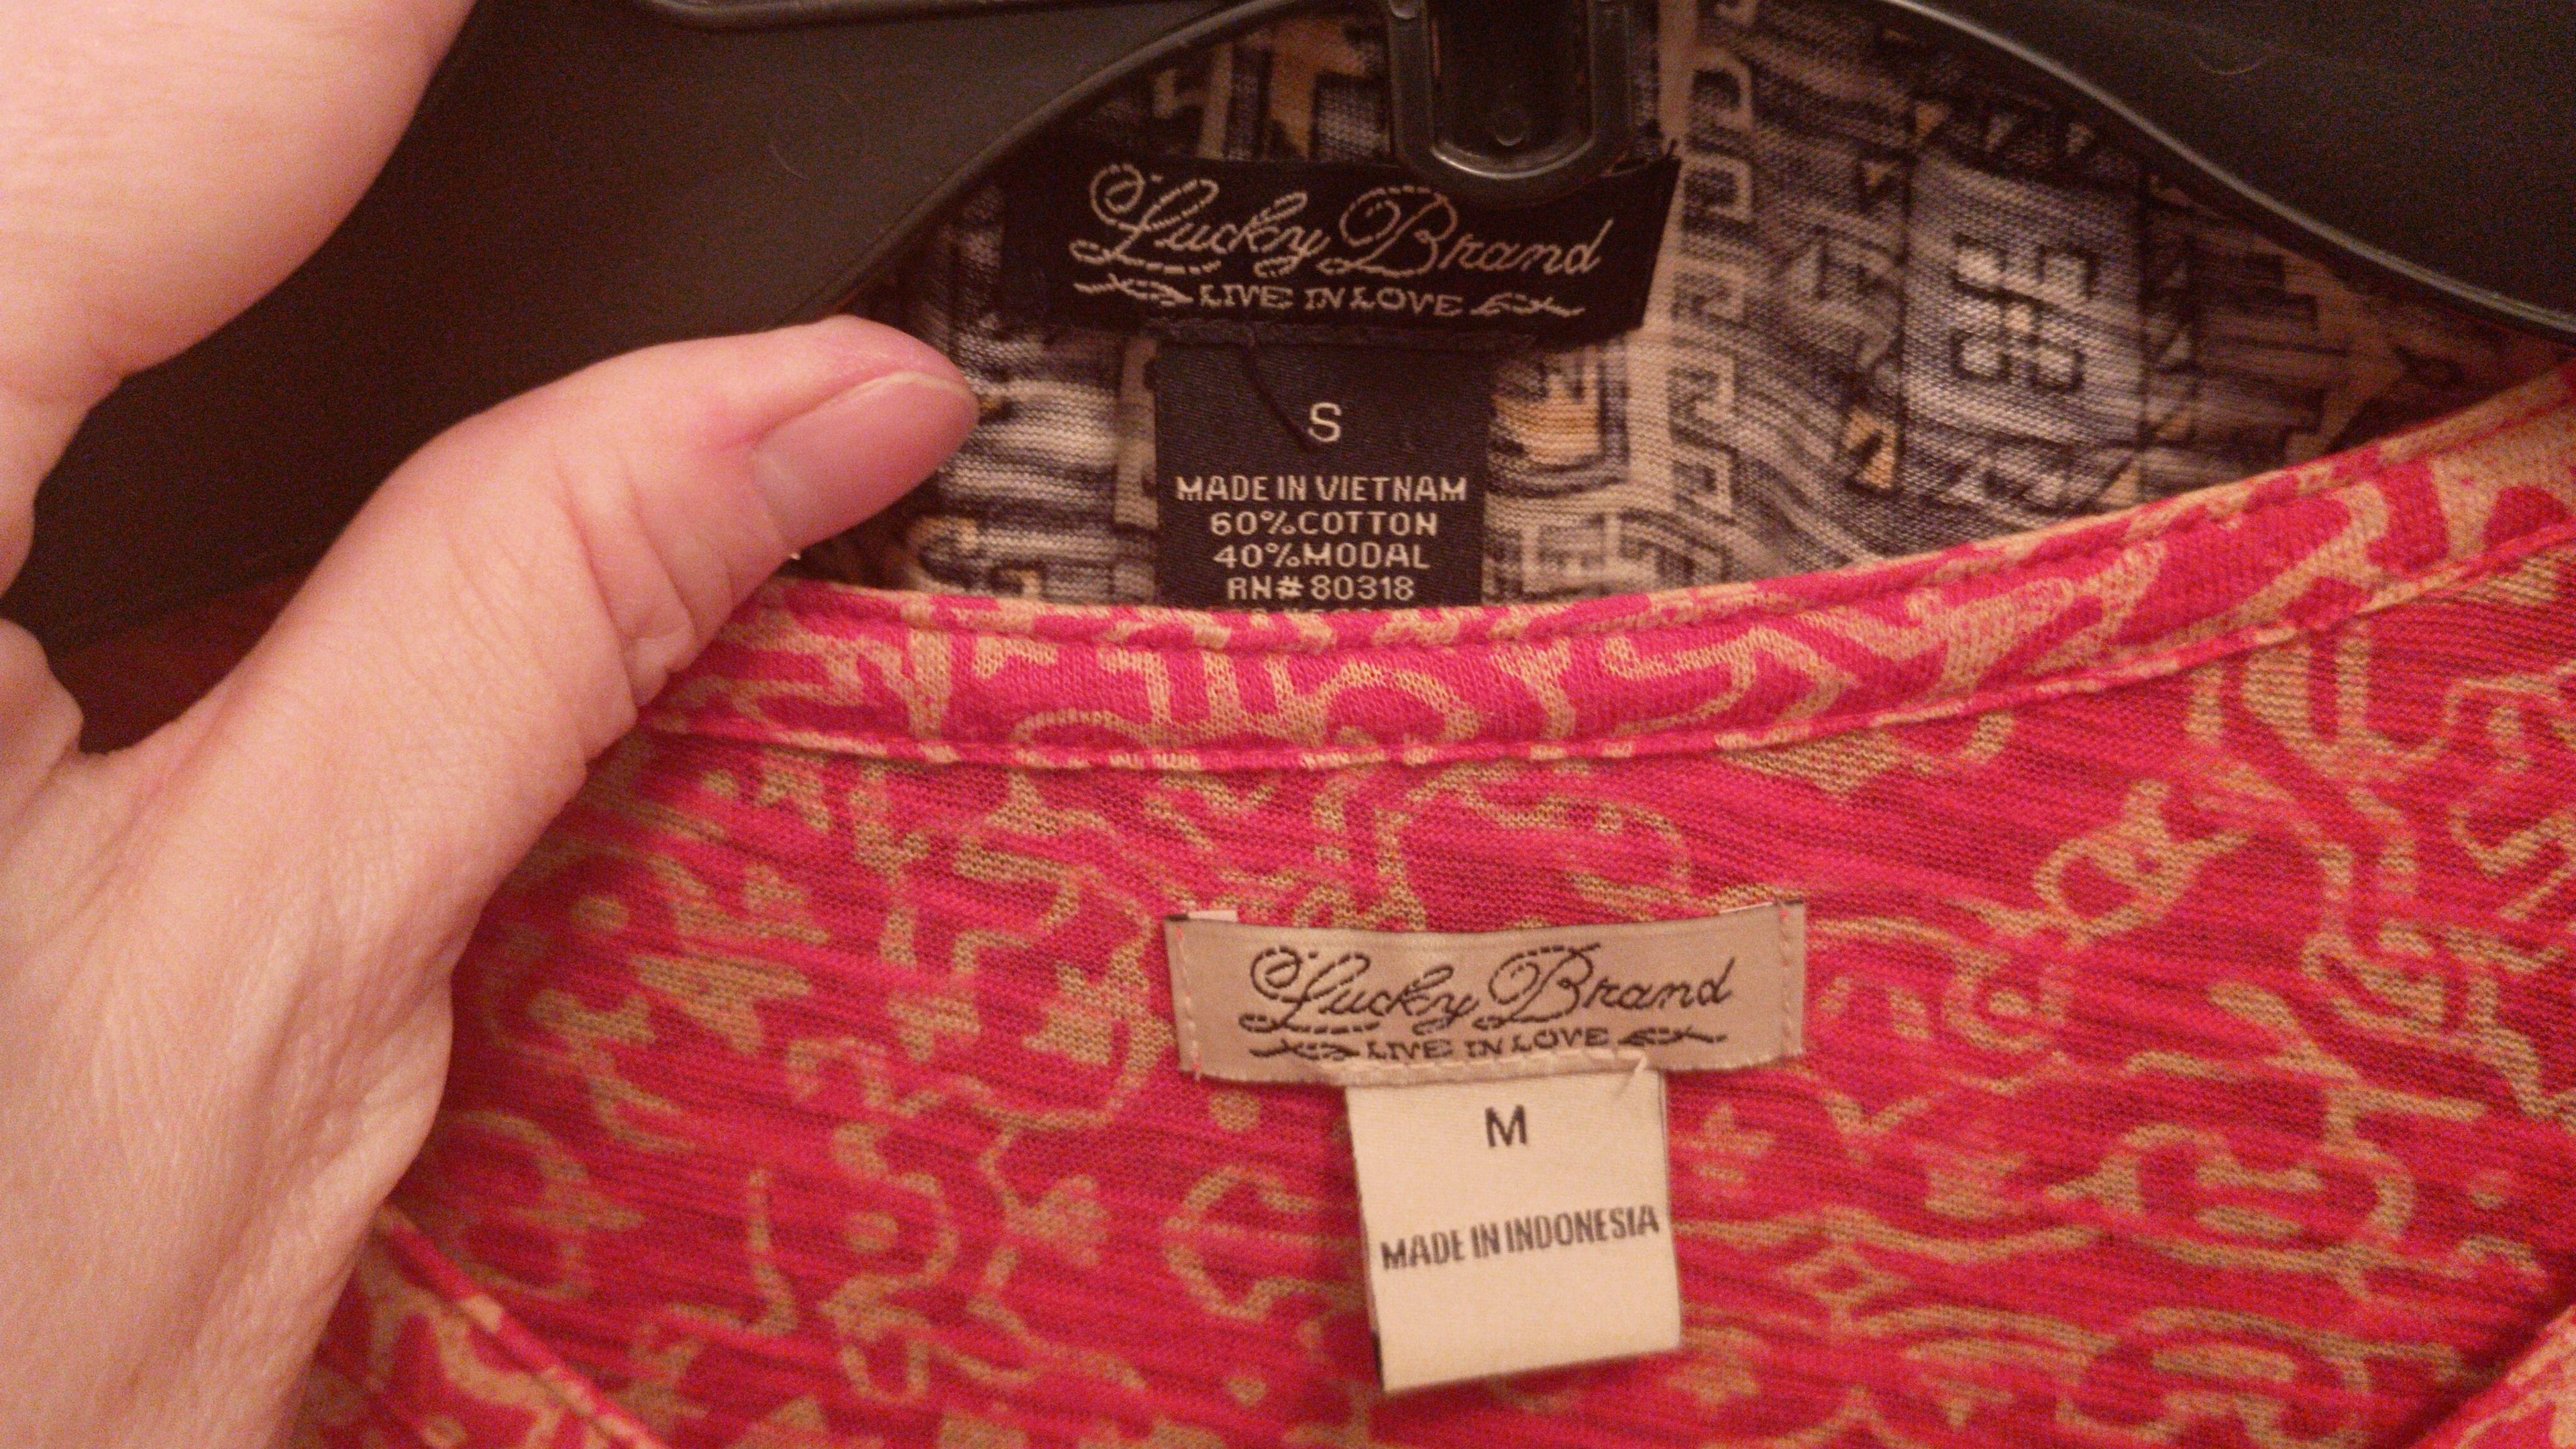 Lucky Brand
LIVE IN LOVE
S
MADE IN VIETNAM
60%COTTON
40%MODAL
RN#80318
Lucky Brand
LIVE IN LOVE
M
MADE IN INDONESIA